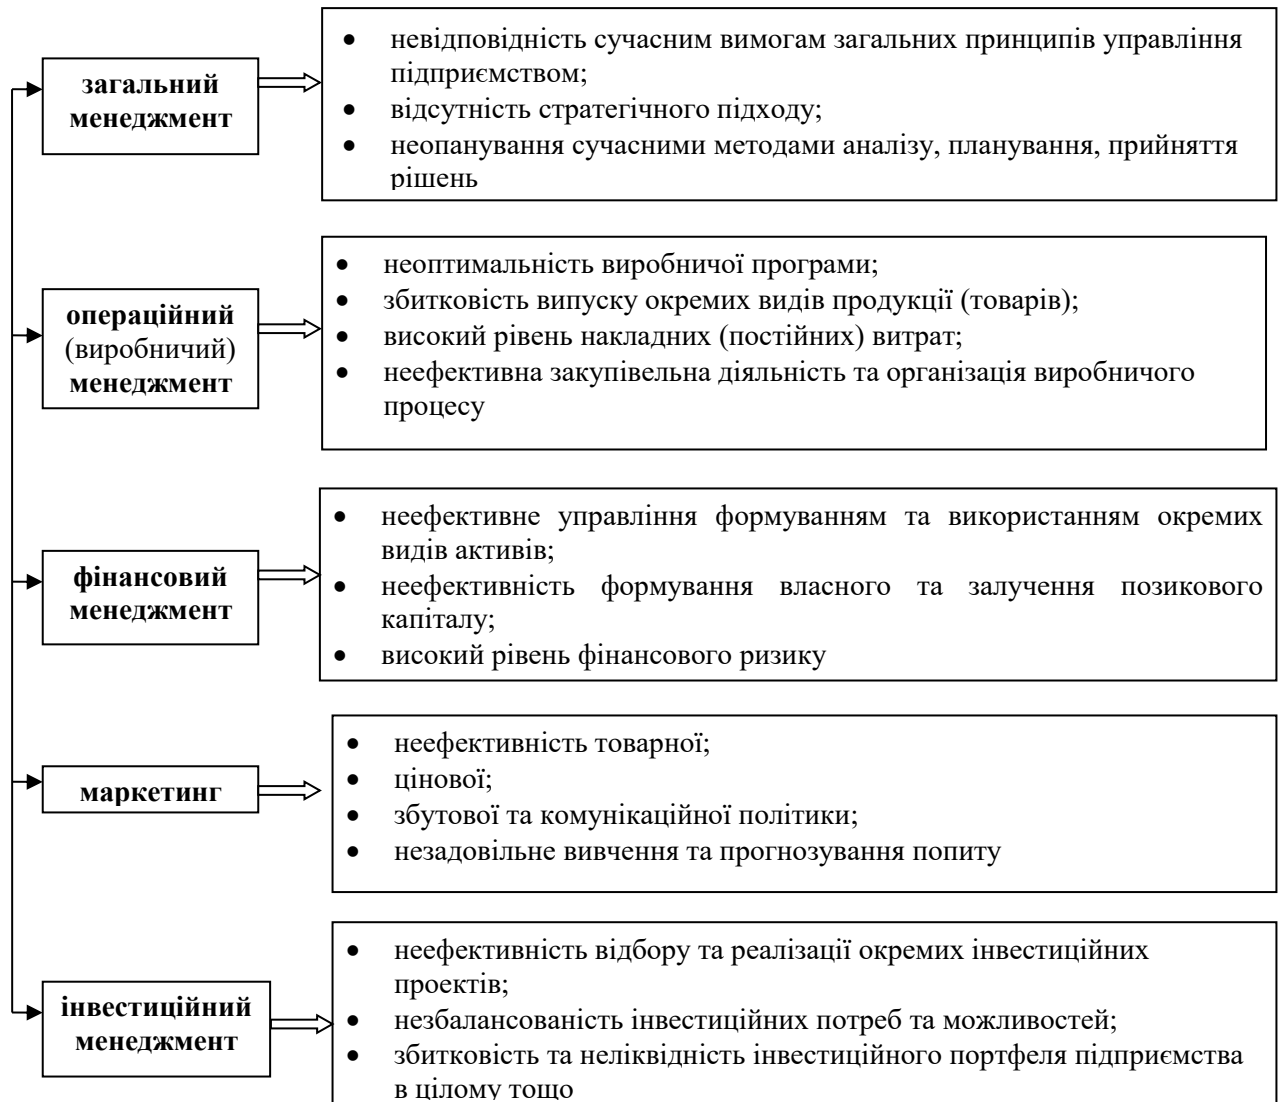 загальний
менеджмент
• невідповідність сучасним вимогам загальних принципів управління
підприємством;
• відсутність стратегічного підходу;
• неопанування сучасними методами аналізу, планування, прийняття
рішень
операційний
(виробничий)
менеджмент
• неоптимальність виробничої програми;
• збитковість випуску окремих видів продукції (товарів);
• високий рівень накладних (постійних) витрат;
• неефективна закупівельна діяльність та організація виробничого
процесу
фінансовий
менеджмент
• неефективне управління формуванням та використанням окремих
видів активів;
• неефективність формування власного та залучення позикового
капіталу;
• високий рівень фінансового ризику
маркетинг
• неефективність товарної;
• цінової;
• збутової та комунікаційної політики;
• незадовільне вивчення та прогнозування попиту
інвестиційний
менеджмент
• неефективність відбору та реалізації окремих інвестиційних
проектів;
• незбалансованість інвестиційних потреб та можливостей;
• збитковість та неліквідність інвестиційного портфеля підприємства
в цілому тощо